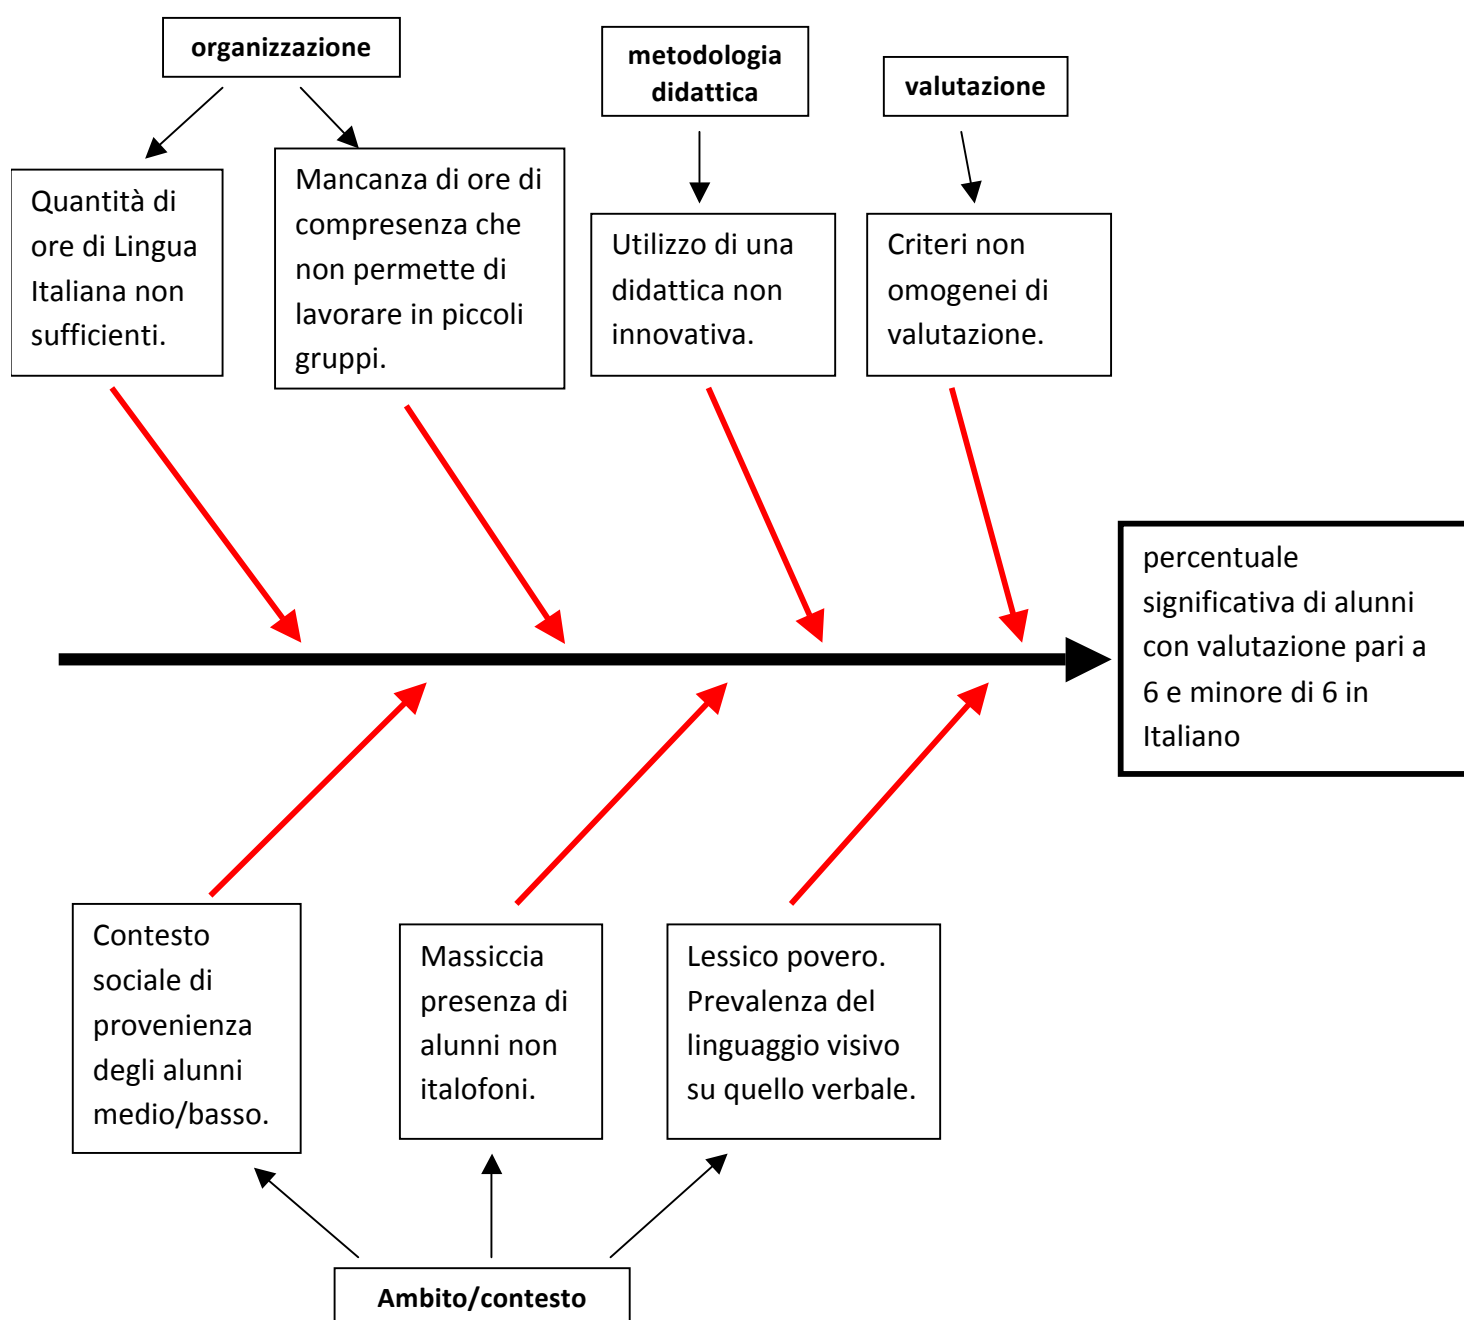 organizzazione
metodologia
didattica
valutazione
Quantità di
ore di Lingua
Italiana non
sufficienti.
Mancanza di ore di
compresenza che
non permette di
lavorare in piccoli
gruppi.
Utilizzo di una
didattica non
innovativa.
Criteri non
omogenei di
valutazione.
percentuale
significativa di alunni
con valutazione pari a
6 e minore di 6 in
Italiano
Contesto
sociale di
provenienza
degli alunni
medio/basso.
Massiccia
presenza di
alunni non
italofoni.
Lessico povero.
Prevalenza del
linguaggio visivo
su quello verbale.
Ambito/contesto